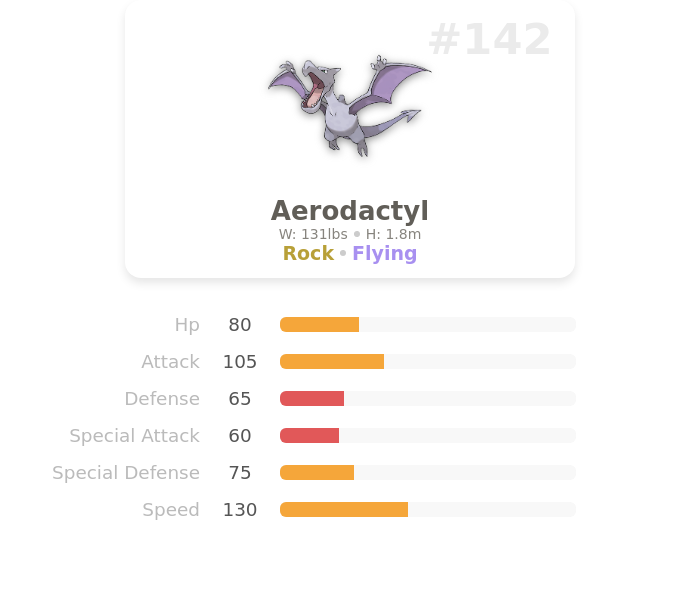 #142
Aerodactyl
W: 131lbs • H: 1.8m
Rock • Flying
Hp 80
Attack 105
Defense 65
Special Attack 60
Special Defense 75
Speed 130